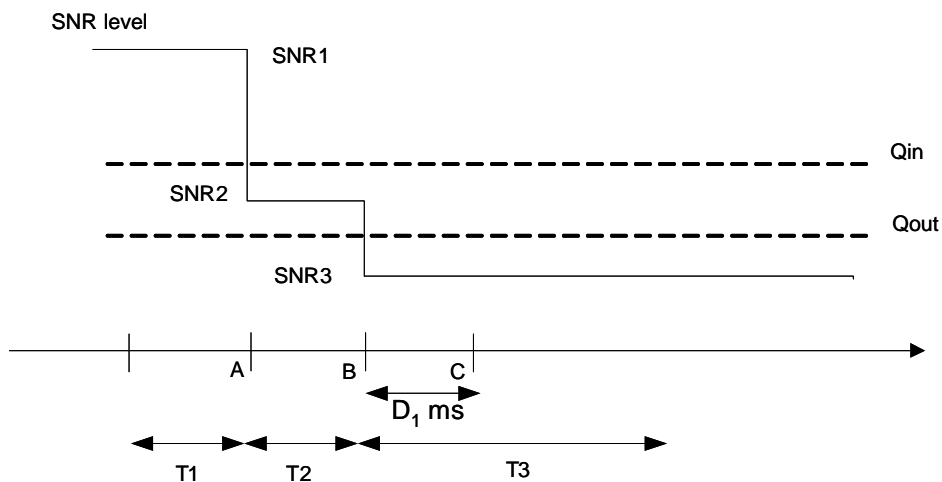 SNR level
SNR1
Qin
SNR2
Qout
SNR3
A
B
C
D1 ms
T1
T2
T3